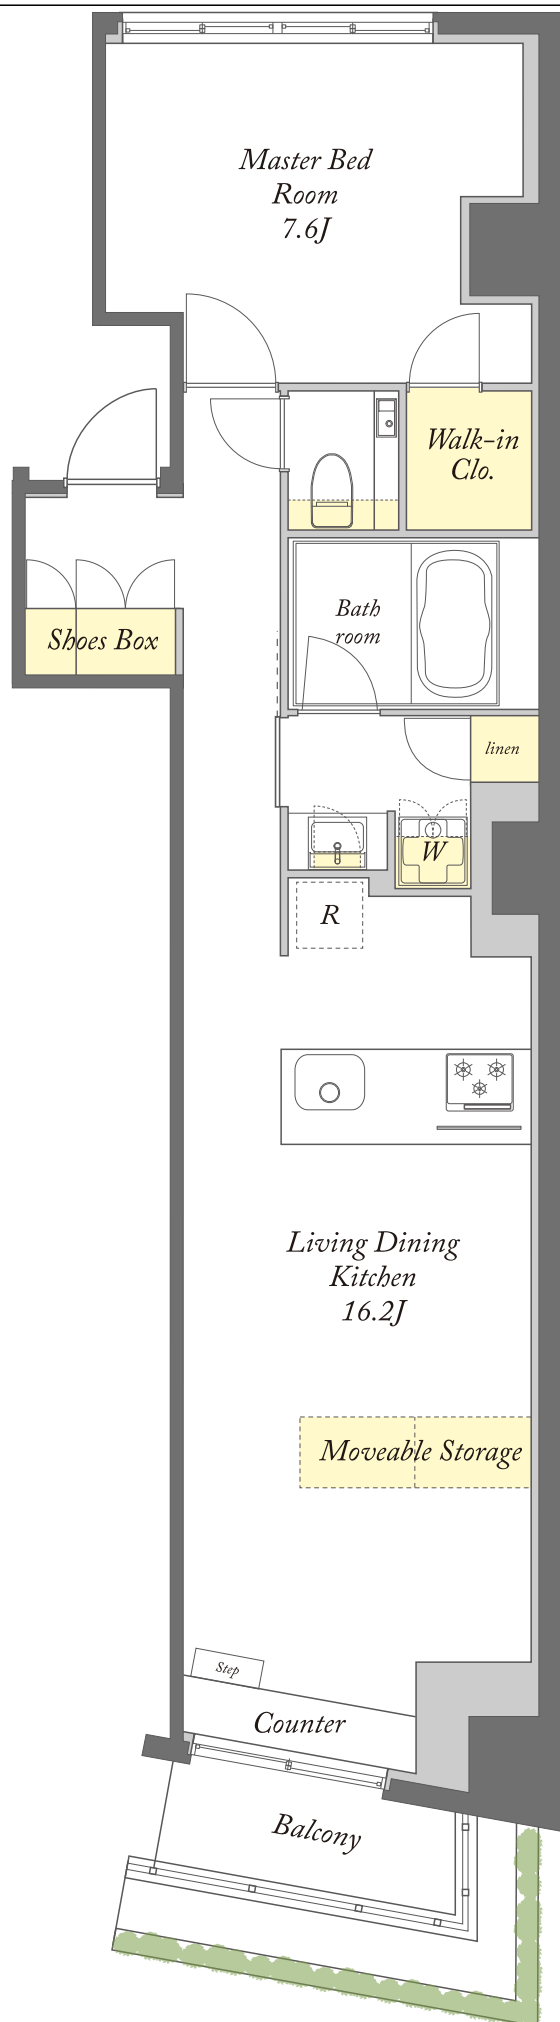 Master Bed
Room
7.6J
Walk-in
Clo.
Shoes Box
Bath
room
linen
W
R
Living Dining
Kitchen
16.2J
Moveable Storage
Step
Counter
Balcony